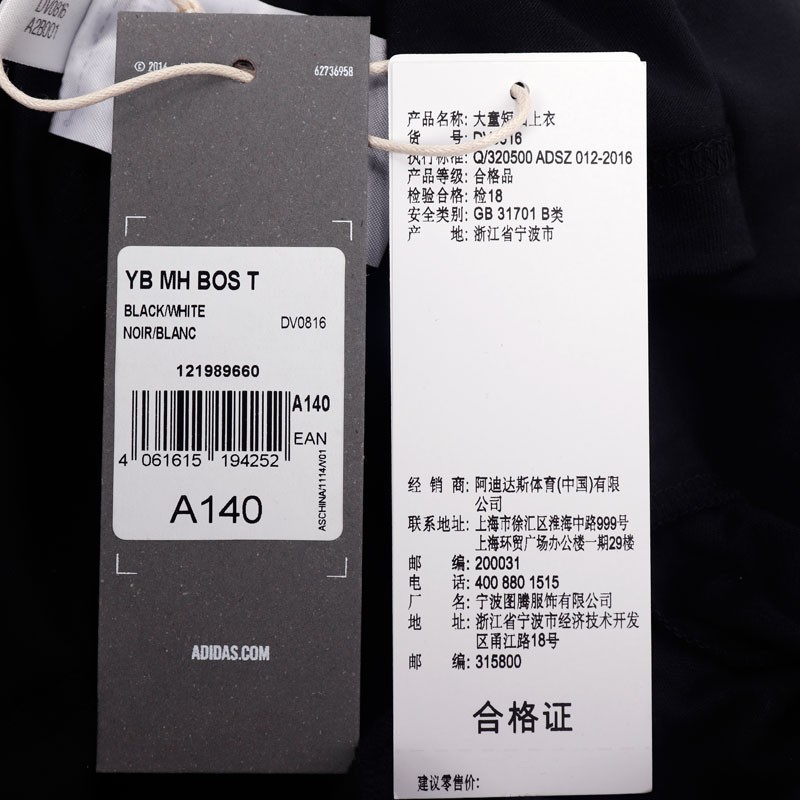 DV0816
A2B001
© 2014
62736958
YB MH BOS T
BLACK/WHITE
NOIR/BLANC
DV0816
121989660
A140
EAN
4 061615 194252
ASCHINA/1114/V01
A140
ADIDAS.COM
产品名称: 大童短 上衣
货 号: DV0816
执行标准: Q/320500 ADSZ 012-2016
产品等级: 合格品
检验合格: 检18
安全类别: GB 31701 B类
产 地: 浙江省宁波市
经 销 商: 阿迪达斯体育(中国)有限
公司
联系地址: 上海市徐汇区淮海中路999号
上海环贸广场办公楼一期29楼
邮 编: 200031
电 话: 400 880 1515
厂 名: 宁波图腾服饰有限公司
地 址: 浙江省宁波市经济技术开发
区甬江路18号
邮 编: 315800
合格证
建议零售价: